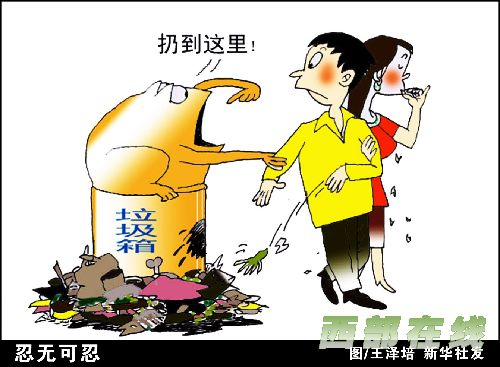 扔到这里!
垃圾箱
西部在线
忍无可忍
图/王泽培 新华社发